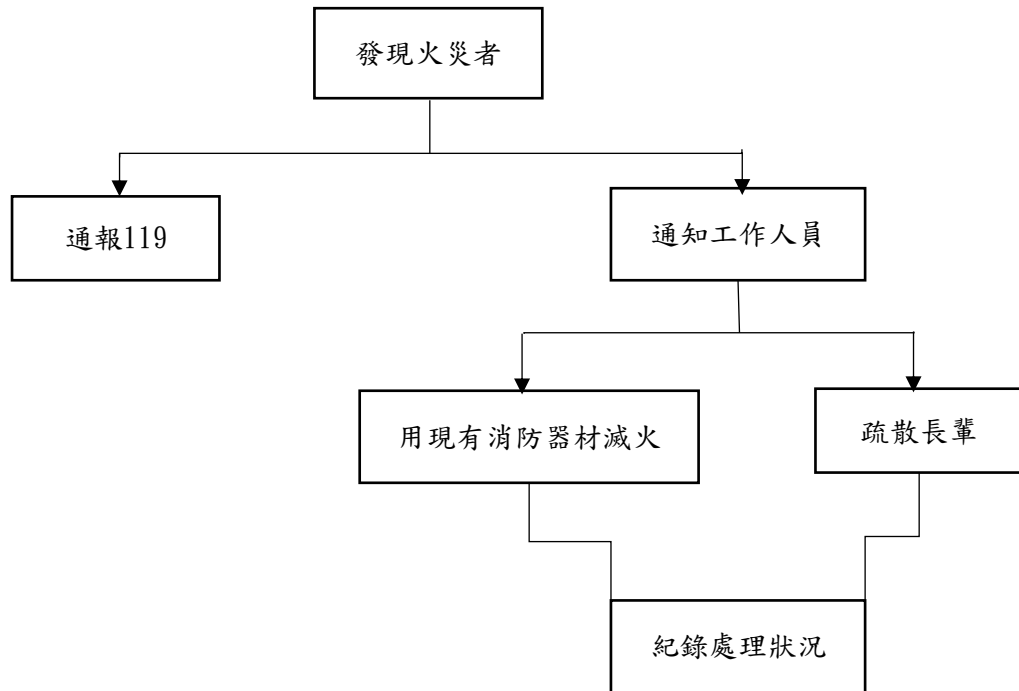 發現火災者
通報119
通知工作人員
用現有消防器材滅火
疏散長輩
紀錄處理狀況